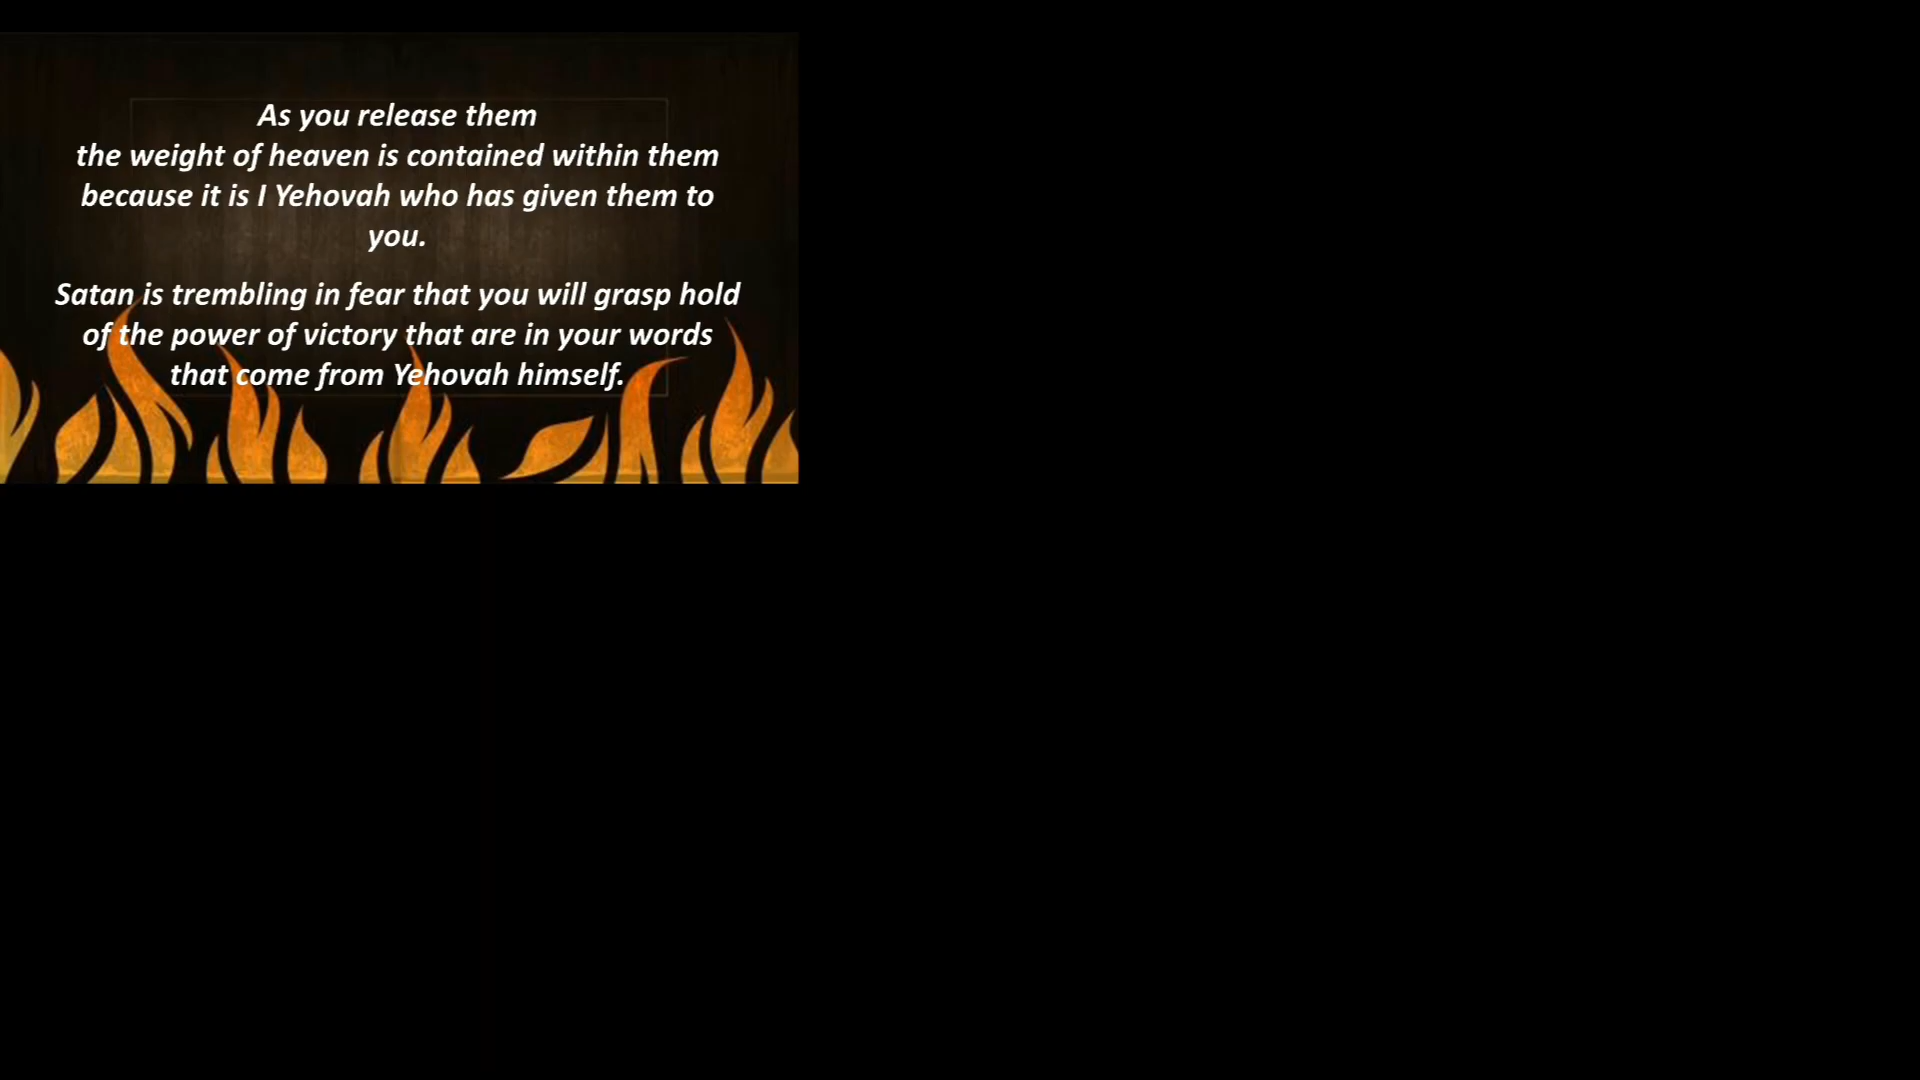 As you release them
the weight of heaven is contained within them
because it is I Yehovah who has given them to
you.
Satan is trembling in fear that you will grasp hold
of the power of victory that are in your words
that come from Yehovah himself.